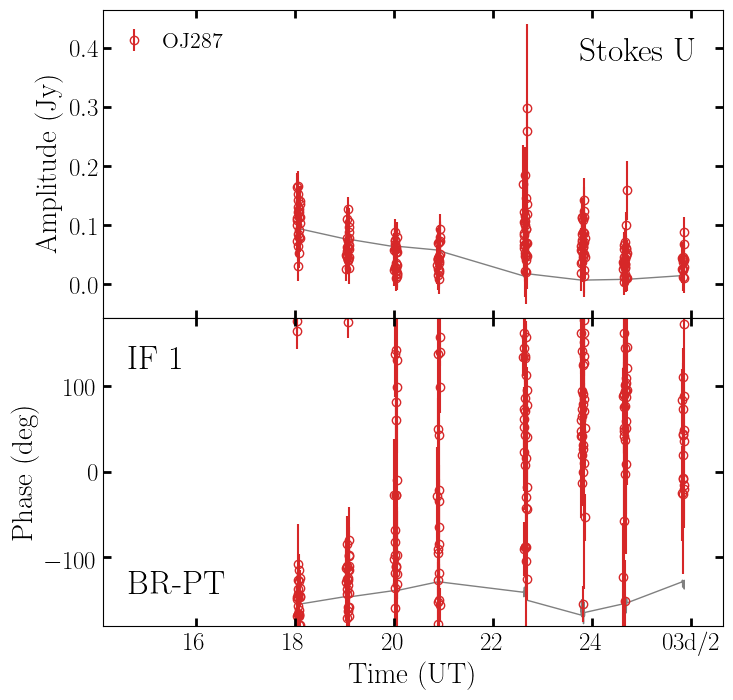 OJ287
Stokes U
0.4
0.3
0.2
0.1
0.0
Amplitude (Jy)
IF 1
100
0
−100
Phase (deg)
BR-PT
16 18 20 22 24 03d/2
Time (UT)